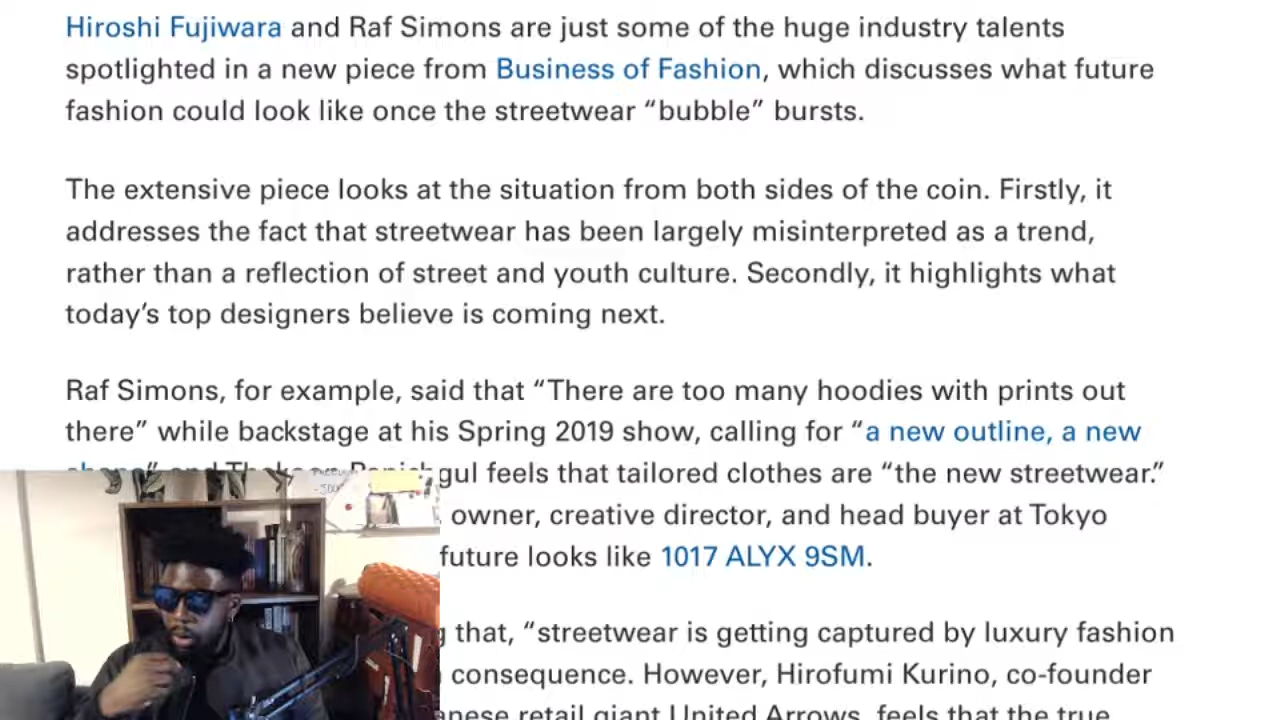 Hiroshi Fujiwara and Raf Simons are just some of the huge industry talents
spotlighted in a new piece from Business of Fashion, which discusses what future
fashion could look like once the streetwear “bubble” bursts.
The extensive piece looks at the situation from both sides of the coin. Firstly, it
addresses the fact that streetwear has been largely misinterpreted as a trend,
rather than a reflection of street and youth culture. Secondly, it highlights what
today’s top designers believe is coming next.
Raf Simons, for example, said that “There are too many hoodies with prints out
there” while backstage at his Spring 2019 show, calling for “a new outline, a new
feels that tailored clothes are “the new streetwear.”
owner, creative director, and head buyer at Tokyo
future looks like 1017 ALYX 9SM.
that, “streetwear is getting captured by luxury fashion
consequence. However, Hirofumi Kurino, co-founder
retail giant United Arrows, feels that the true